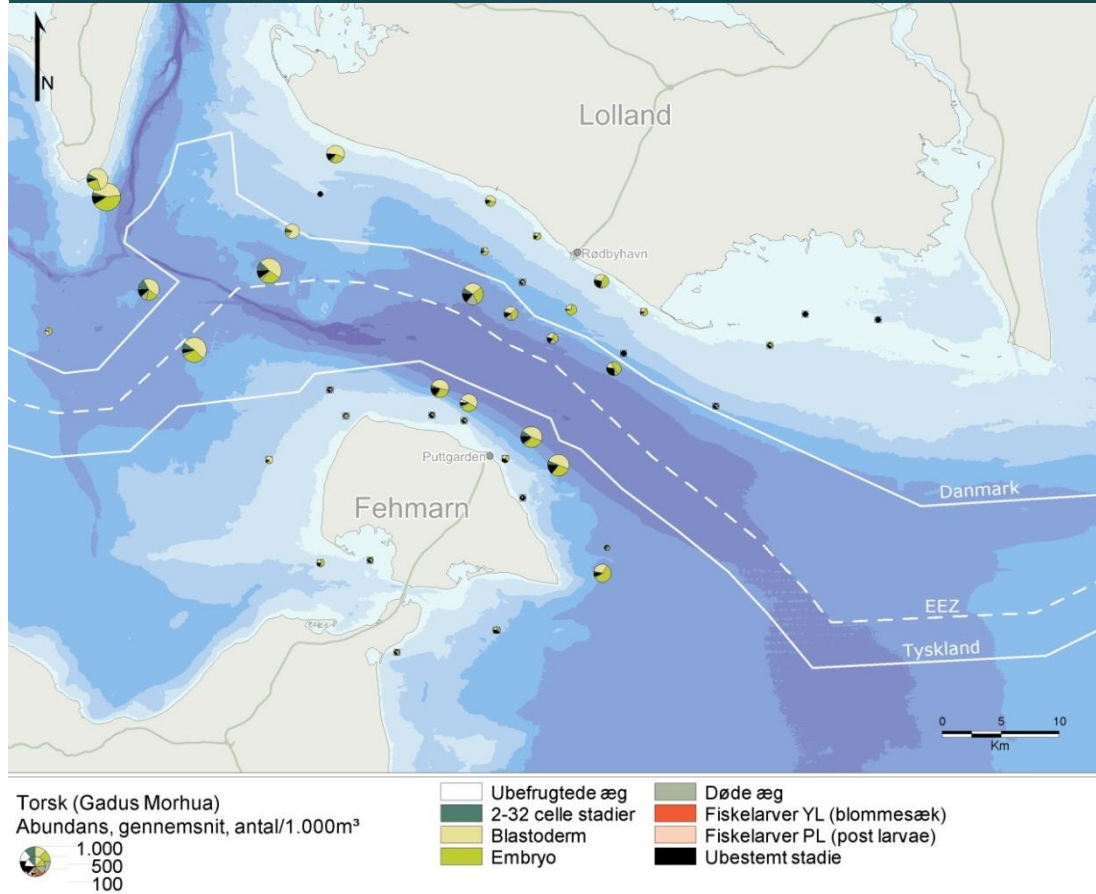 N
Lolland
Rødbyhavn
Puttgarden
Fehmarn
Danmark
EEZ
Tyskland
0 5 10
Km
Torsk (Gadus Morhua)
Abundans, gennemsnit, antal/1.000m³
1.000
500
100
Ubefrugtede æg
2-32 celle stadier
Blastoderm
Embryo
Døde æg
Fiskelarver YL (blommesæk)
Fiskelarver PL (post larvae)
Ubestemt stadie